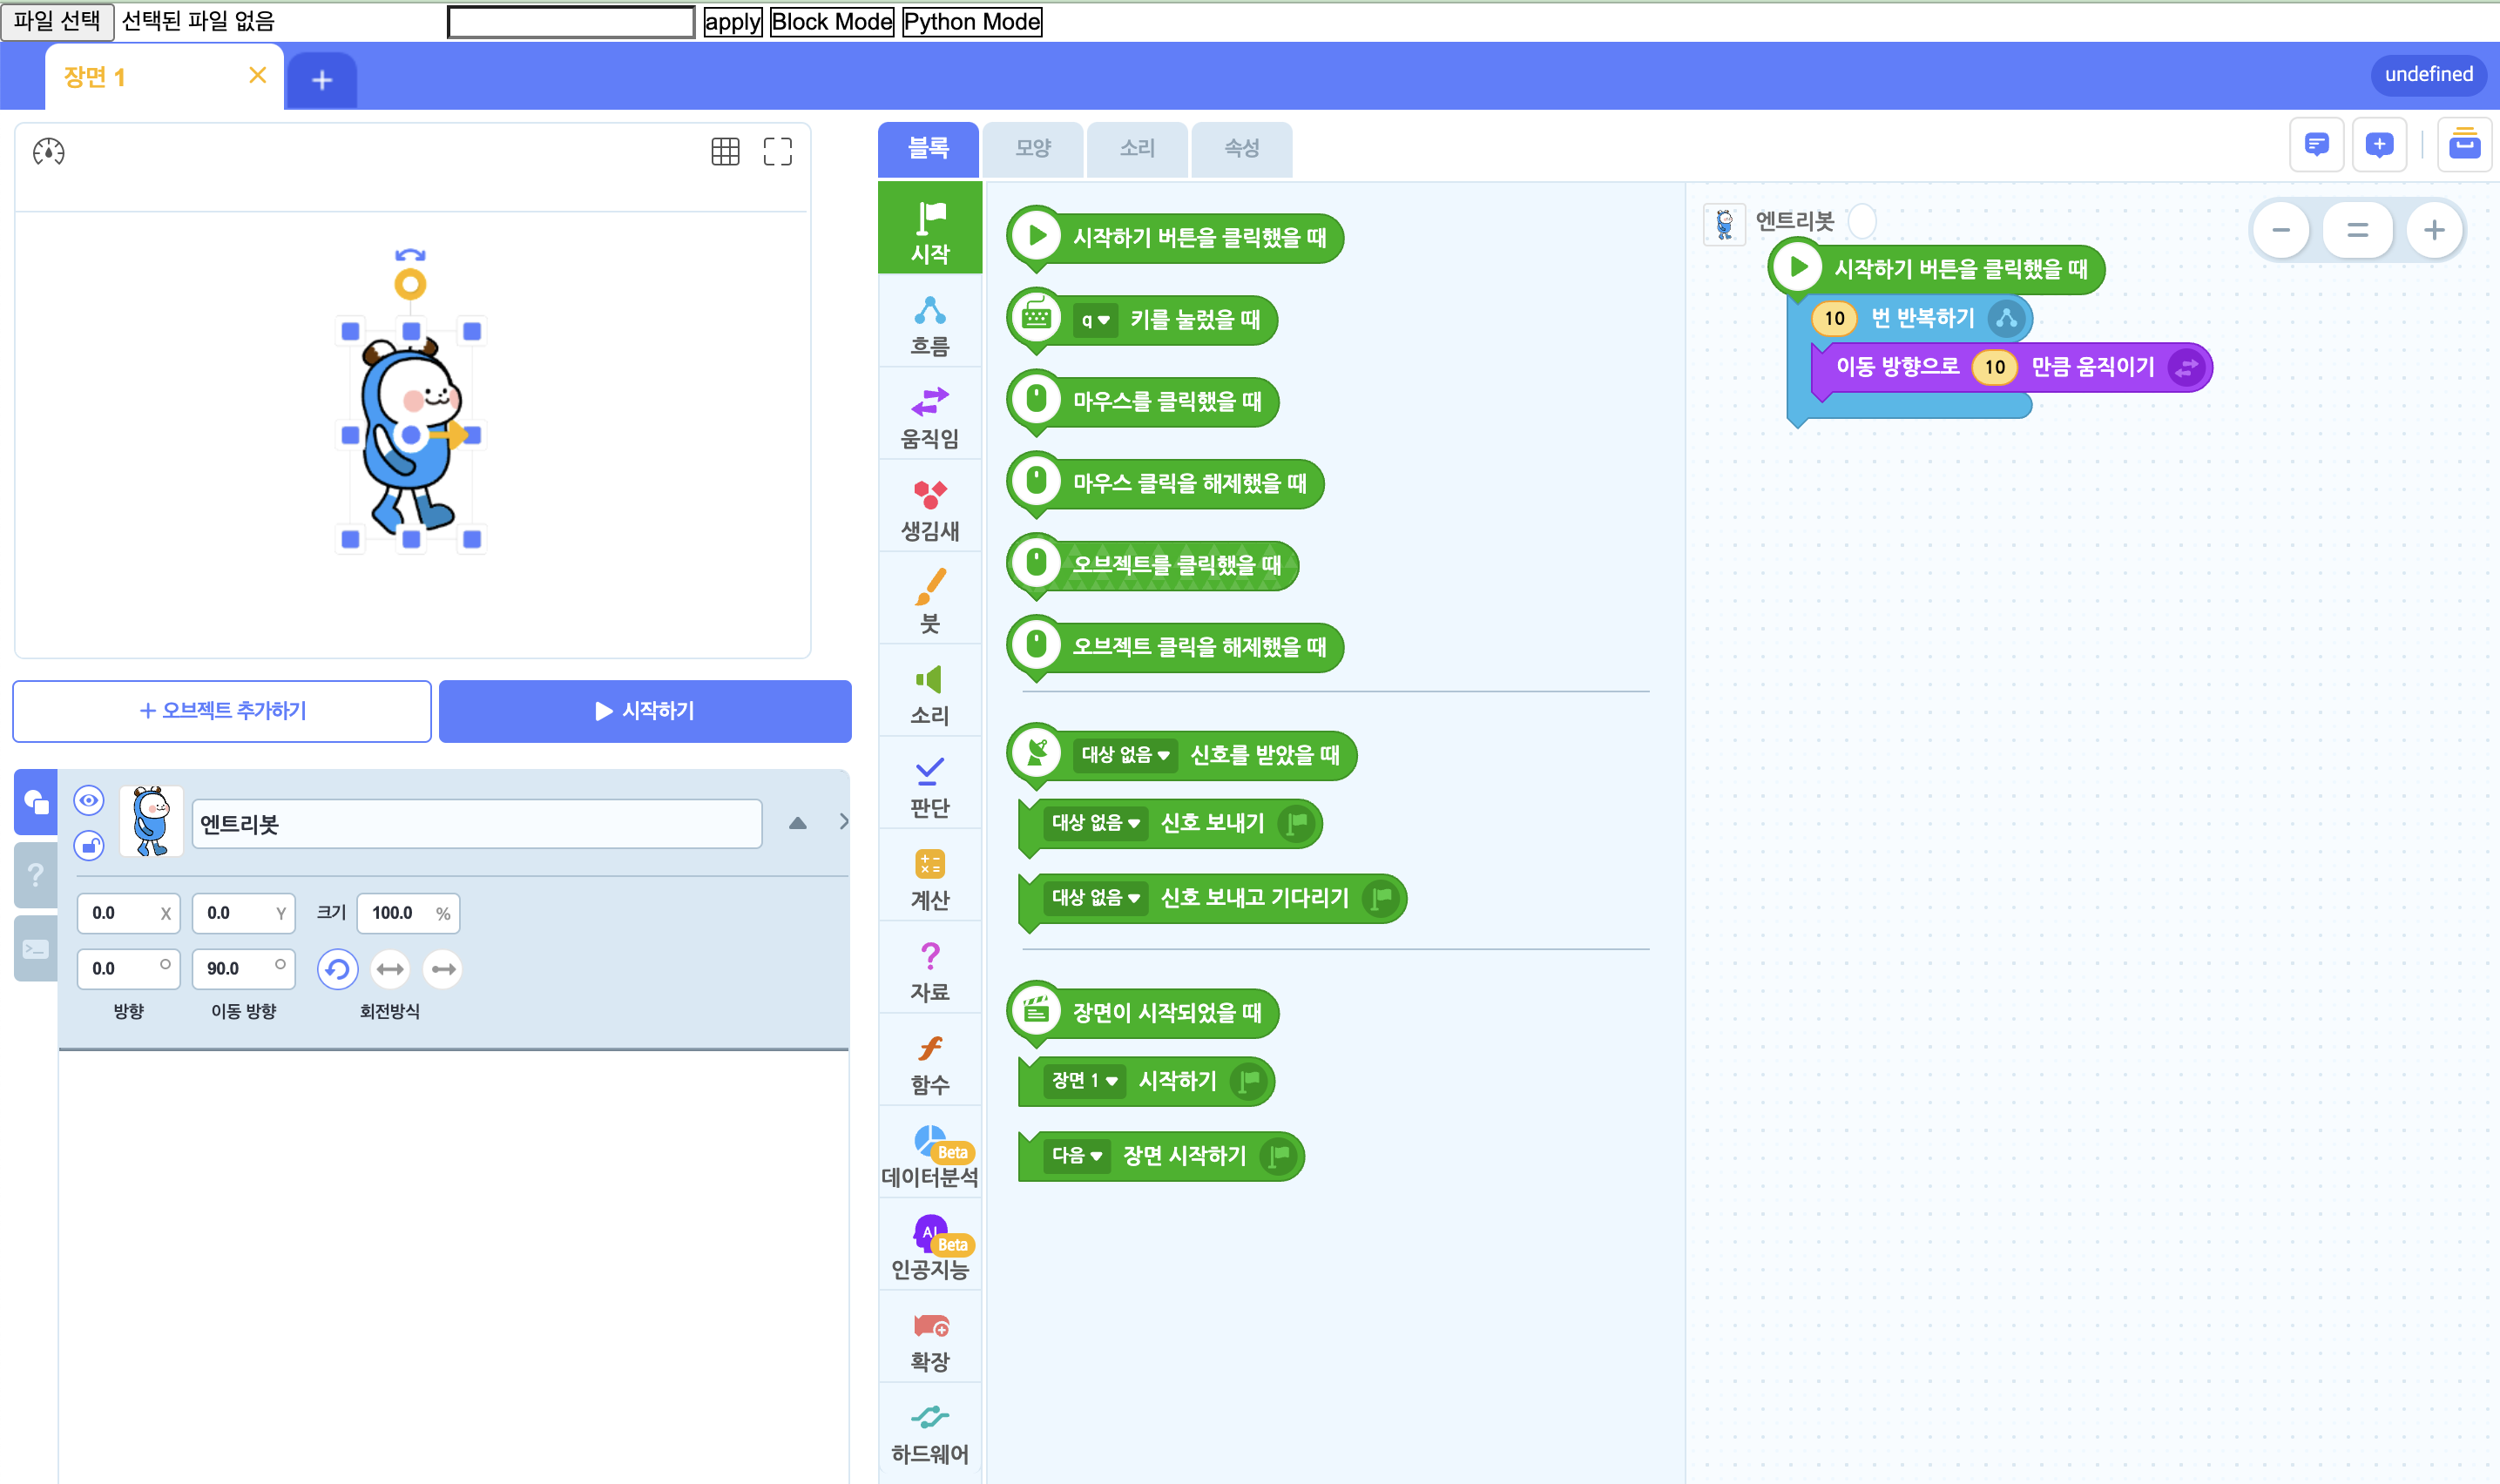 파일 선택 선택된 파일 없음 apply Block Mode Python Mode
장면 1
undefined
블록 모양 소리 속성
시작
흐름
움직임
생김새
붓
소리
판단
계산
자료
함수
Beta
데이터분석
AI
Beta
인공지능
확장
하드웨어
시작하기 버튼을 클릭했을 때
q 키를 눌렀을 때
마우스를 클릭했을 때
마우스 클릭을 해제했을 때
오브젝트를 클릭했을 때
오브젝트 클릭을 해제했을 때
대상 없음 신호를 받았을 때
대상 없음 신호 보내기
대상 없음 신호 보내고 기다리기
장면이 시작되었을 때
장면 1 시작하기
다음 장면 시작하기
엔트리봇
시작하기 버튼을 클릭했을 때
10 번 반복하기
이동 방향으로 10 만큼 움직이기
+ 오브젝트 추가하기
시작하기
엔트리봇
0.0 X 0.0 Y 크기 100.0 %
0.0 90.0
방향 이동 방향 회전방식